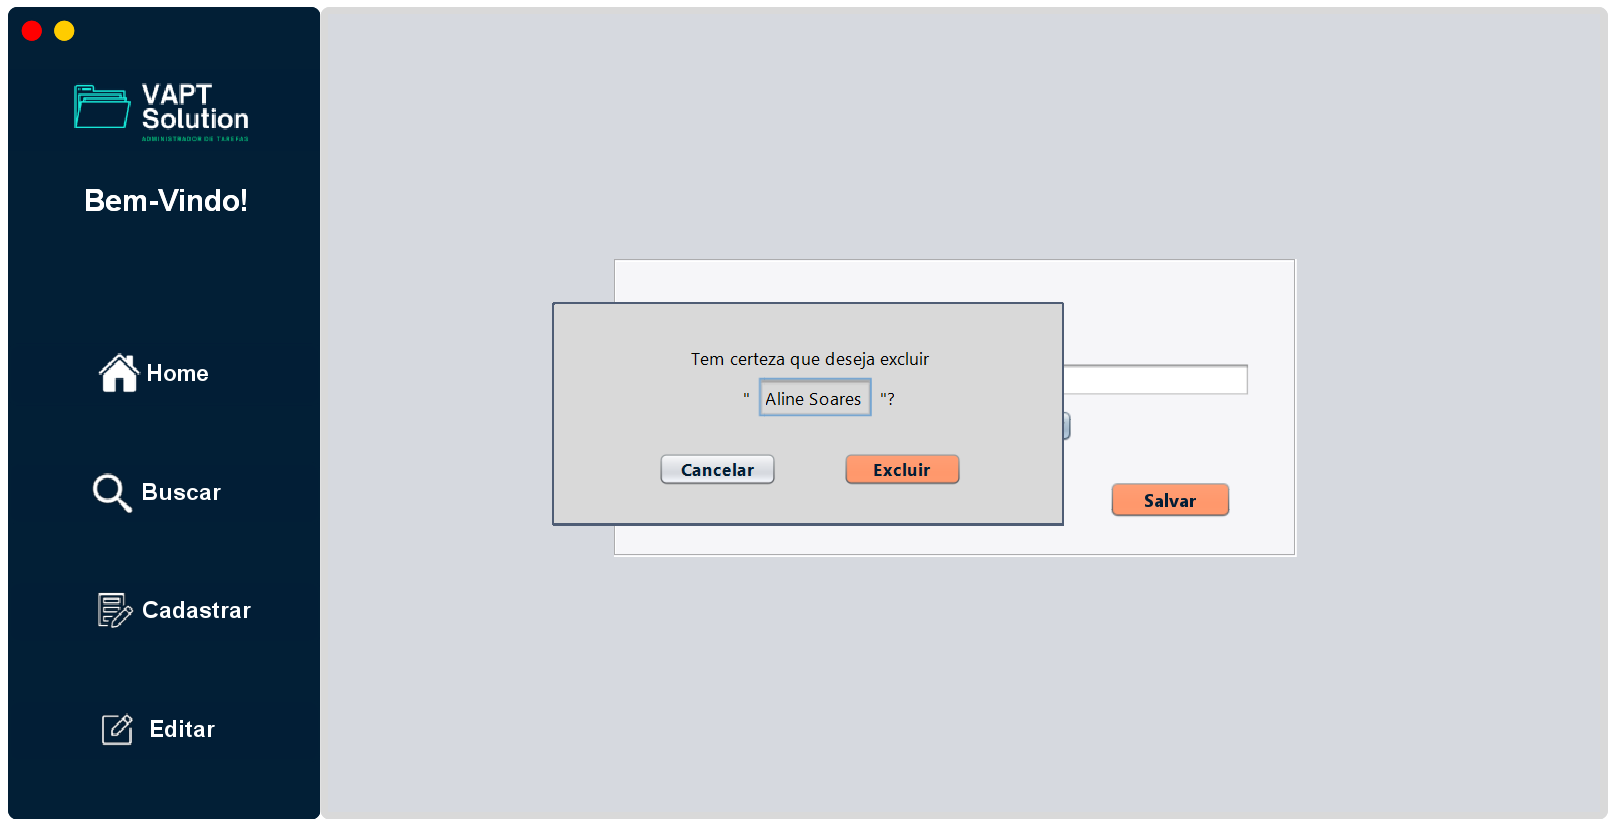 VAPT
Solution
ADMINISTRADOR DE TAREFAS
Bem-Vindo!
Home
Buscar
Cadastrar
Editar
Tem certeza que deseja excluir
" Aline Soares "?
Cancelar
Excluir
Salvar